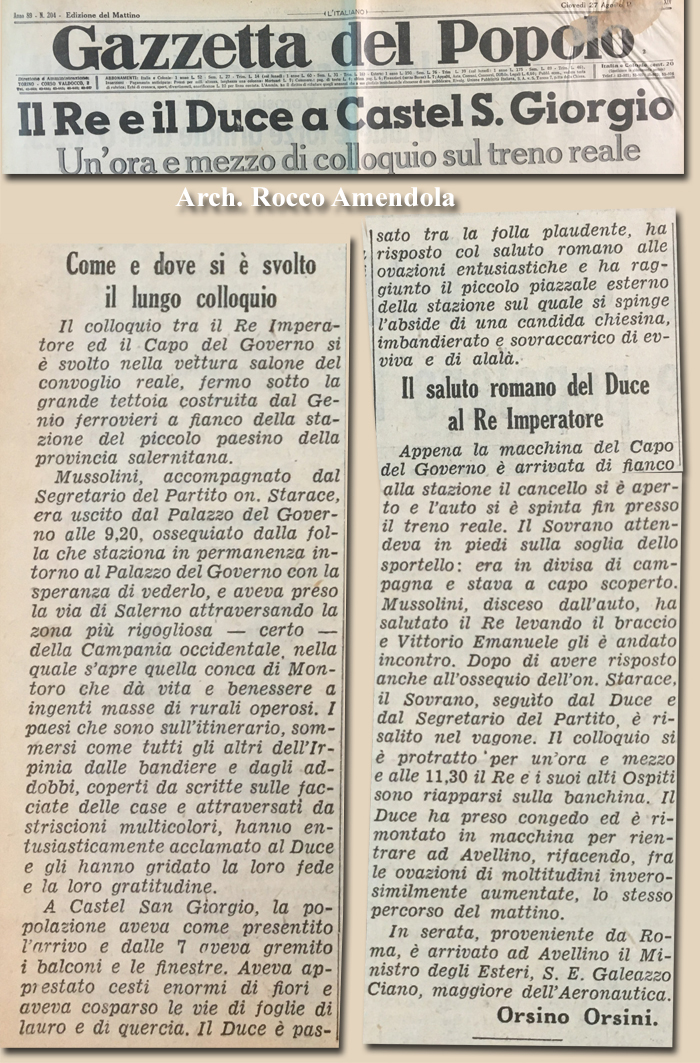 Anno 89 - N. 204 - Edizione del Mattino
(L'ITALIANO)
Giovedì 27 Ago
Gazzetta del Popolo
Il Re e il Duce a Castel S. Giorgio
Un'ora e mezzo di colloquio sul treno reale
Arch. Rocco Amendola
Come e dove si è svolto
il lungo colloquio
Il colloquio tra il Re Impera-
tore ed il Capo del Governo si
è svolto nella vettura salone del
convoglio reale, fermo sotto la
grande tettoia costruita dal Ge-
nio ferrovieri a fianco della sta-
zione del piccolo paesino della
provincia salernitana.
Mussolini, accompagnato dal
Segretario del Partito on. Starace,
era uscito dal Palazzo del Gover-
no alle 9,20, ossequiato dalla fol-
la che staziona in permanenza in-
torno al Palazzo del Governo con la
speranza di vederlo, e aveva preso
la via di Salerno attraversando la
zona più rigogliosa — certo —
della Campania occidentale, nella
quale s'apre quella conca di Mon-
toro che dà vita e benessere a
ingenti masse di rurali operosi. I
paesi che sono sull'itinerario, som-
mersi come tutti gli altri dell'Ir-
pinia dalle bandiere e dagli ad-
dobbi, coperti da scritte sulle fac-
ciate delle case e attraversati da
striscioni multicolori, hanno en-
tusiasticamente acclamato al Duce
e gli hanno gridato la loro fede
e la loro gratitudine.
A Castel San Giorgio, la po-
polazione aveva come presentito
l'arrivo e dalle 7 aveva gremito
i balconi e le finestre. Aveva ap-
prestato cesti enormi di fiori e
aveva cosparso le vie di foglie di
lauro e di quercia. Il Duce è pas-
sato tra la folla plaudente, ha
risposto col saluto romano alle
ovazioni entusiastiche e ha rag-
giunto il piccolo piazzale esterno
della stazione sul quale si spinge
l'abside di una candida chiesina,
imbandierato e sovraccarico di ev-
viva e di alalà.
Il saluto romano del Duce
al Re Imperatore
Appena la macchina del Capo
del Governo è arrivata di fianco
alla stazione il cancello si è aper-
to e l'auto si è spinta fin presso
il treno reale. Il Sovrano atten-
deva in piedi sulla soglia dello
sportello: era in divisa di cam-
pagna e stava a capo scoperto.
Mussolini, disceso dall'auto, ha
salutato il Re levando il braccio
e Vittorio Emanuele gli è andato
incontro. Dopo di avere risposto
anche all'ossequio dell'on. Starace,
il Sovrano, seguìto dal Duce e
dal Segretario del Partito, è ri-
salito nel vagone. Il colloquio si
è protratto per un'ora e mezzo
e alle 11,30 il Re e i suoi alti Ospiti
sono riapparsi sulla banchina. Il
Duce ha preso congedo ed è ri-
montato in macchina per rien-
trare ad Avellino, rifacendo, fra
le ovazioni di moltitudini invero-
similmente aumentate, lo stesso
percorso del mattino.
In serata, proveniente da Ro-
ma, è arrivato ad Avellino il Mi-
nistro degli Esteri, S. E. Galeazzo
Ciano, maggiore dell'Aeronautica.
Orsino Orsini.